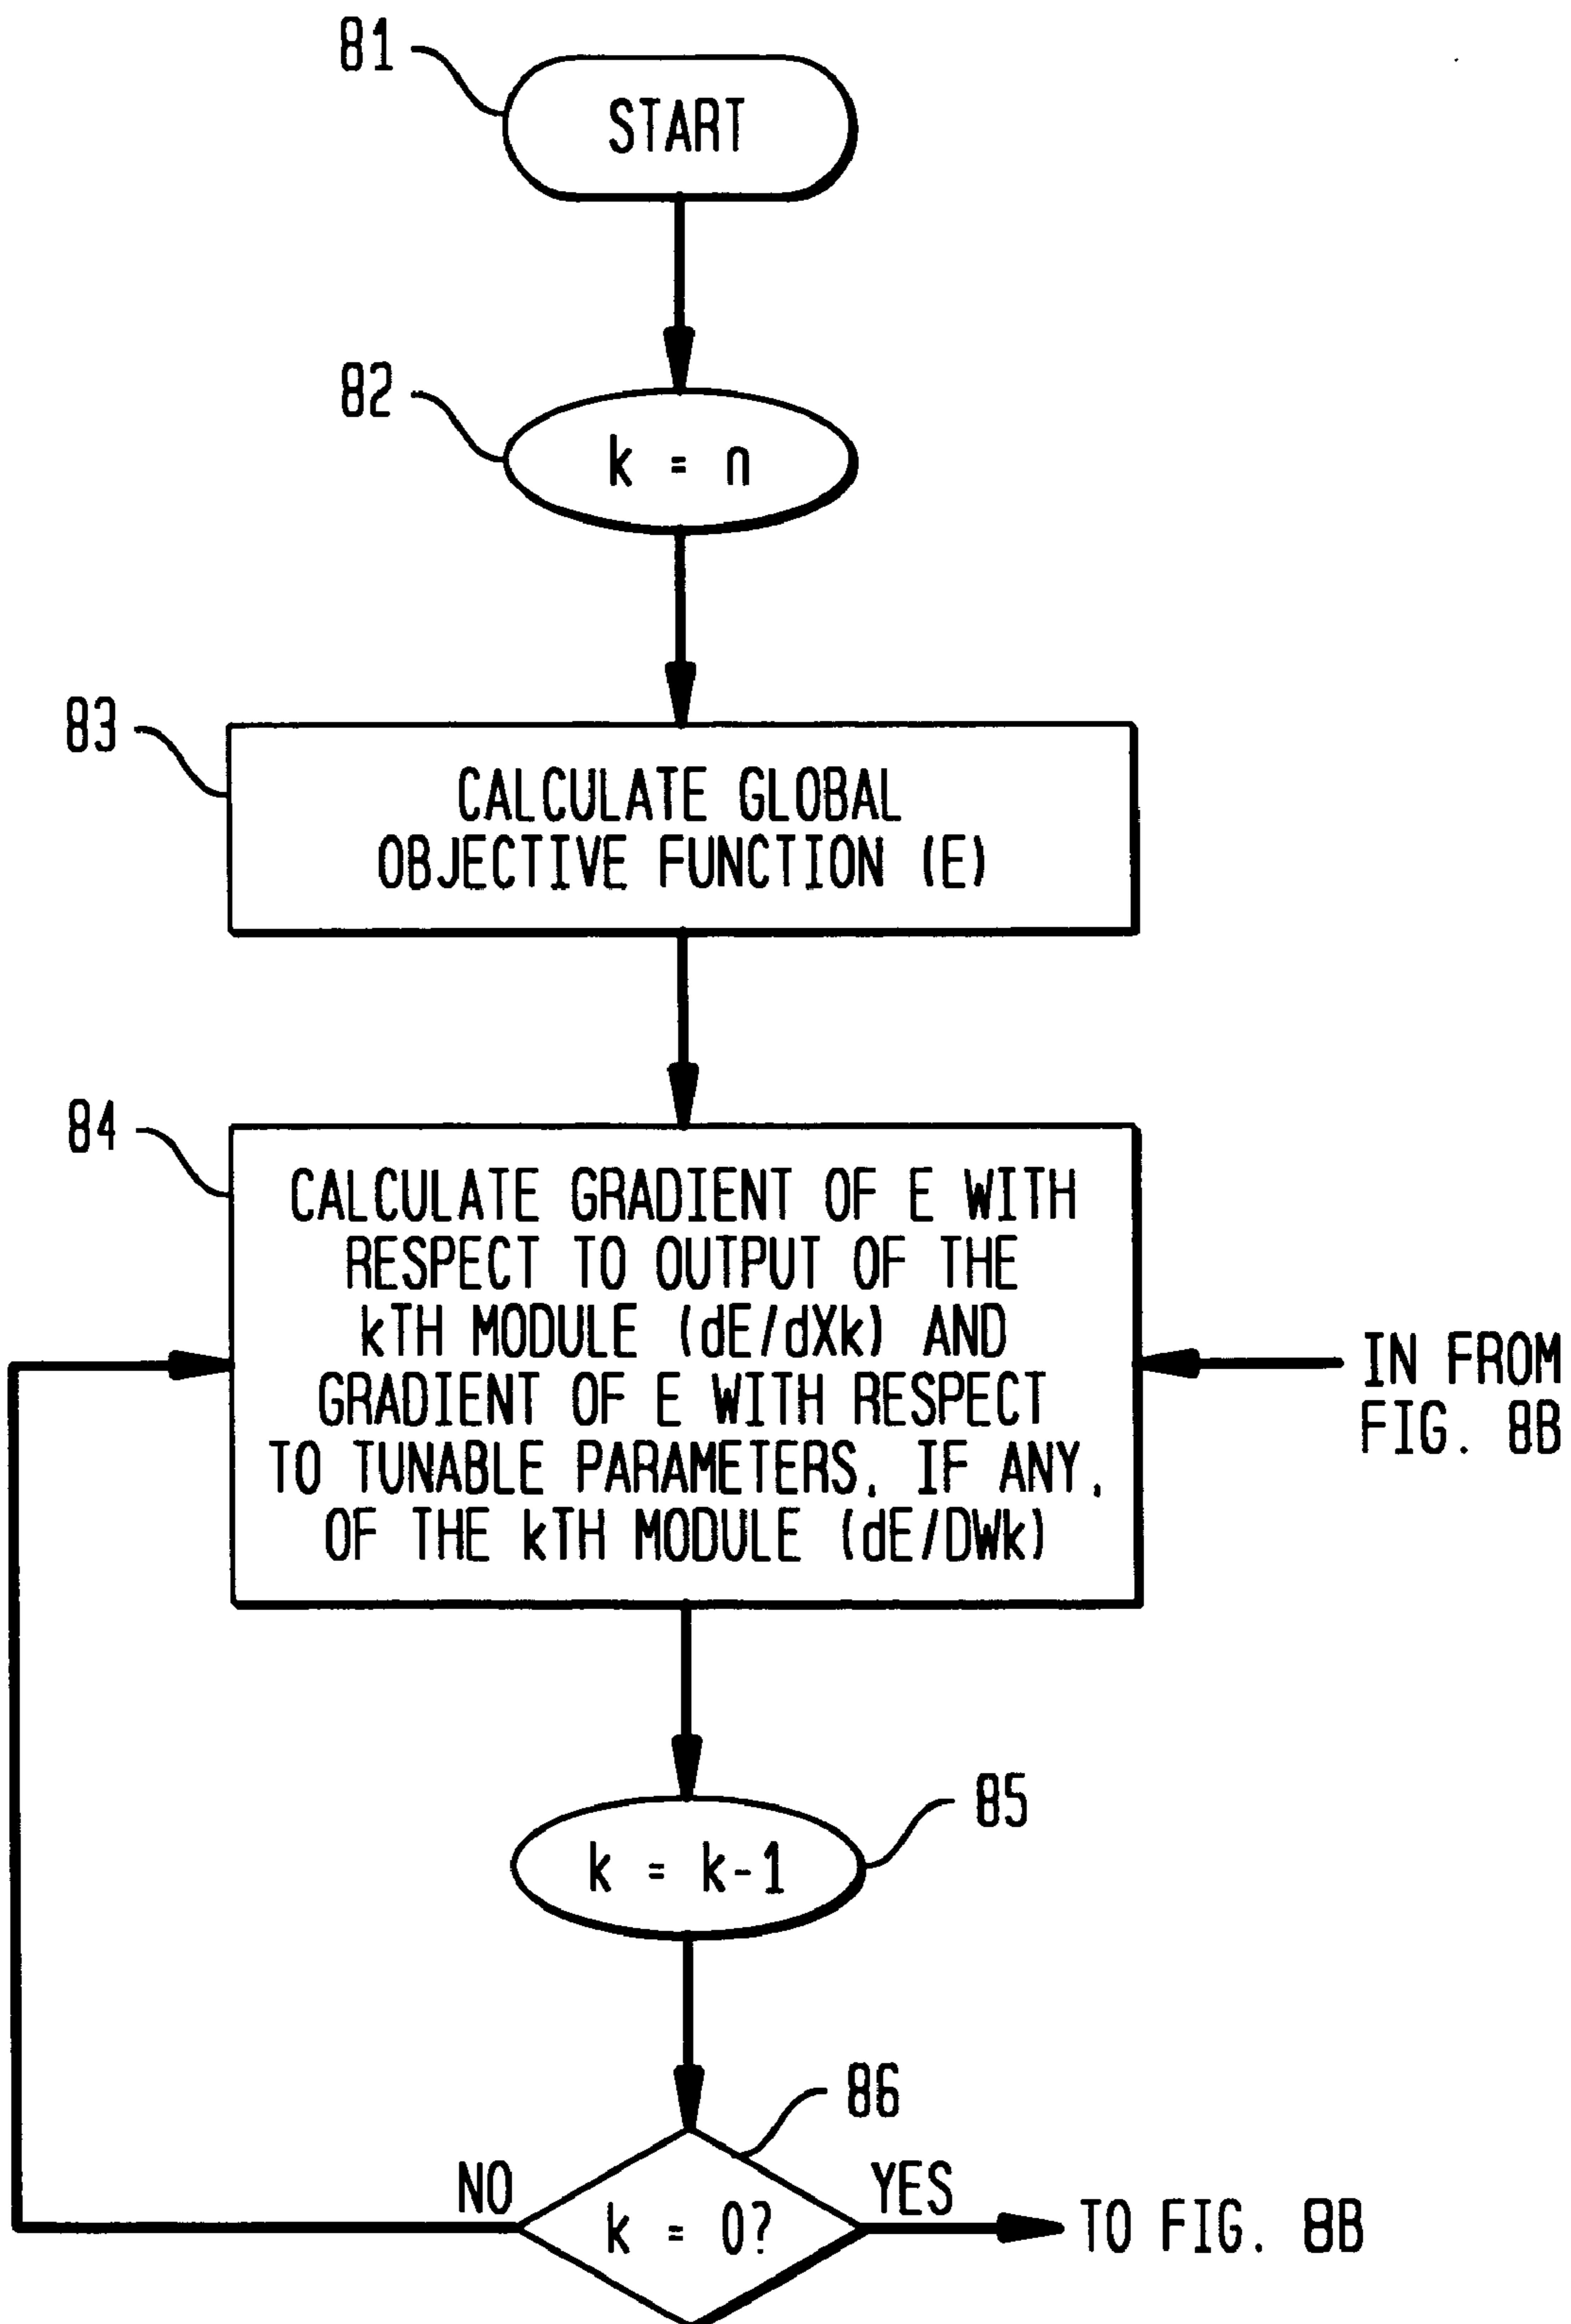 81
START
82
k = n
83
CALCULATE GLOBAL
OBJECTIVE FUNCTION (E)
84
CALCULATE GRADIENT OF E WITH
RESPECT TO OUTPUT OF THE
kTH MODULE (dE/dXk) AND
GRADIENT OF E WITH RESPECT
TO TUNABLE PARAMETERS, IF ANY,
OF THE kTH MODULE (dE/DWk)
IN FROM
FIG. 8B
85
k = k-1
86
NO
k = 0?
YES
TO FIG. 8B